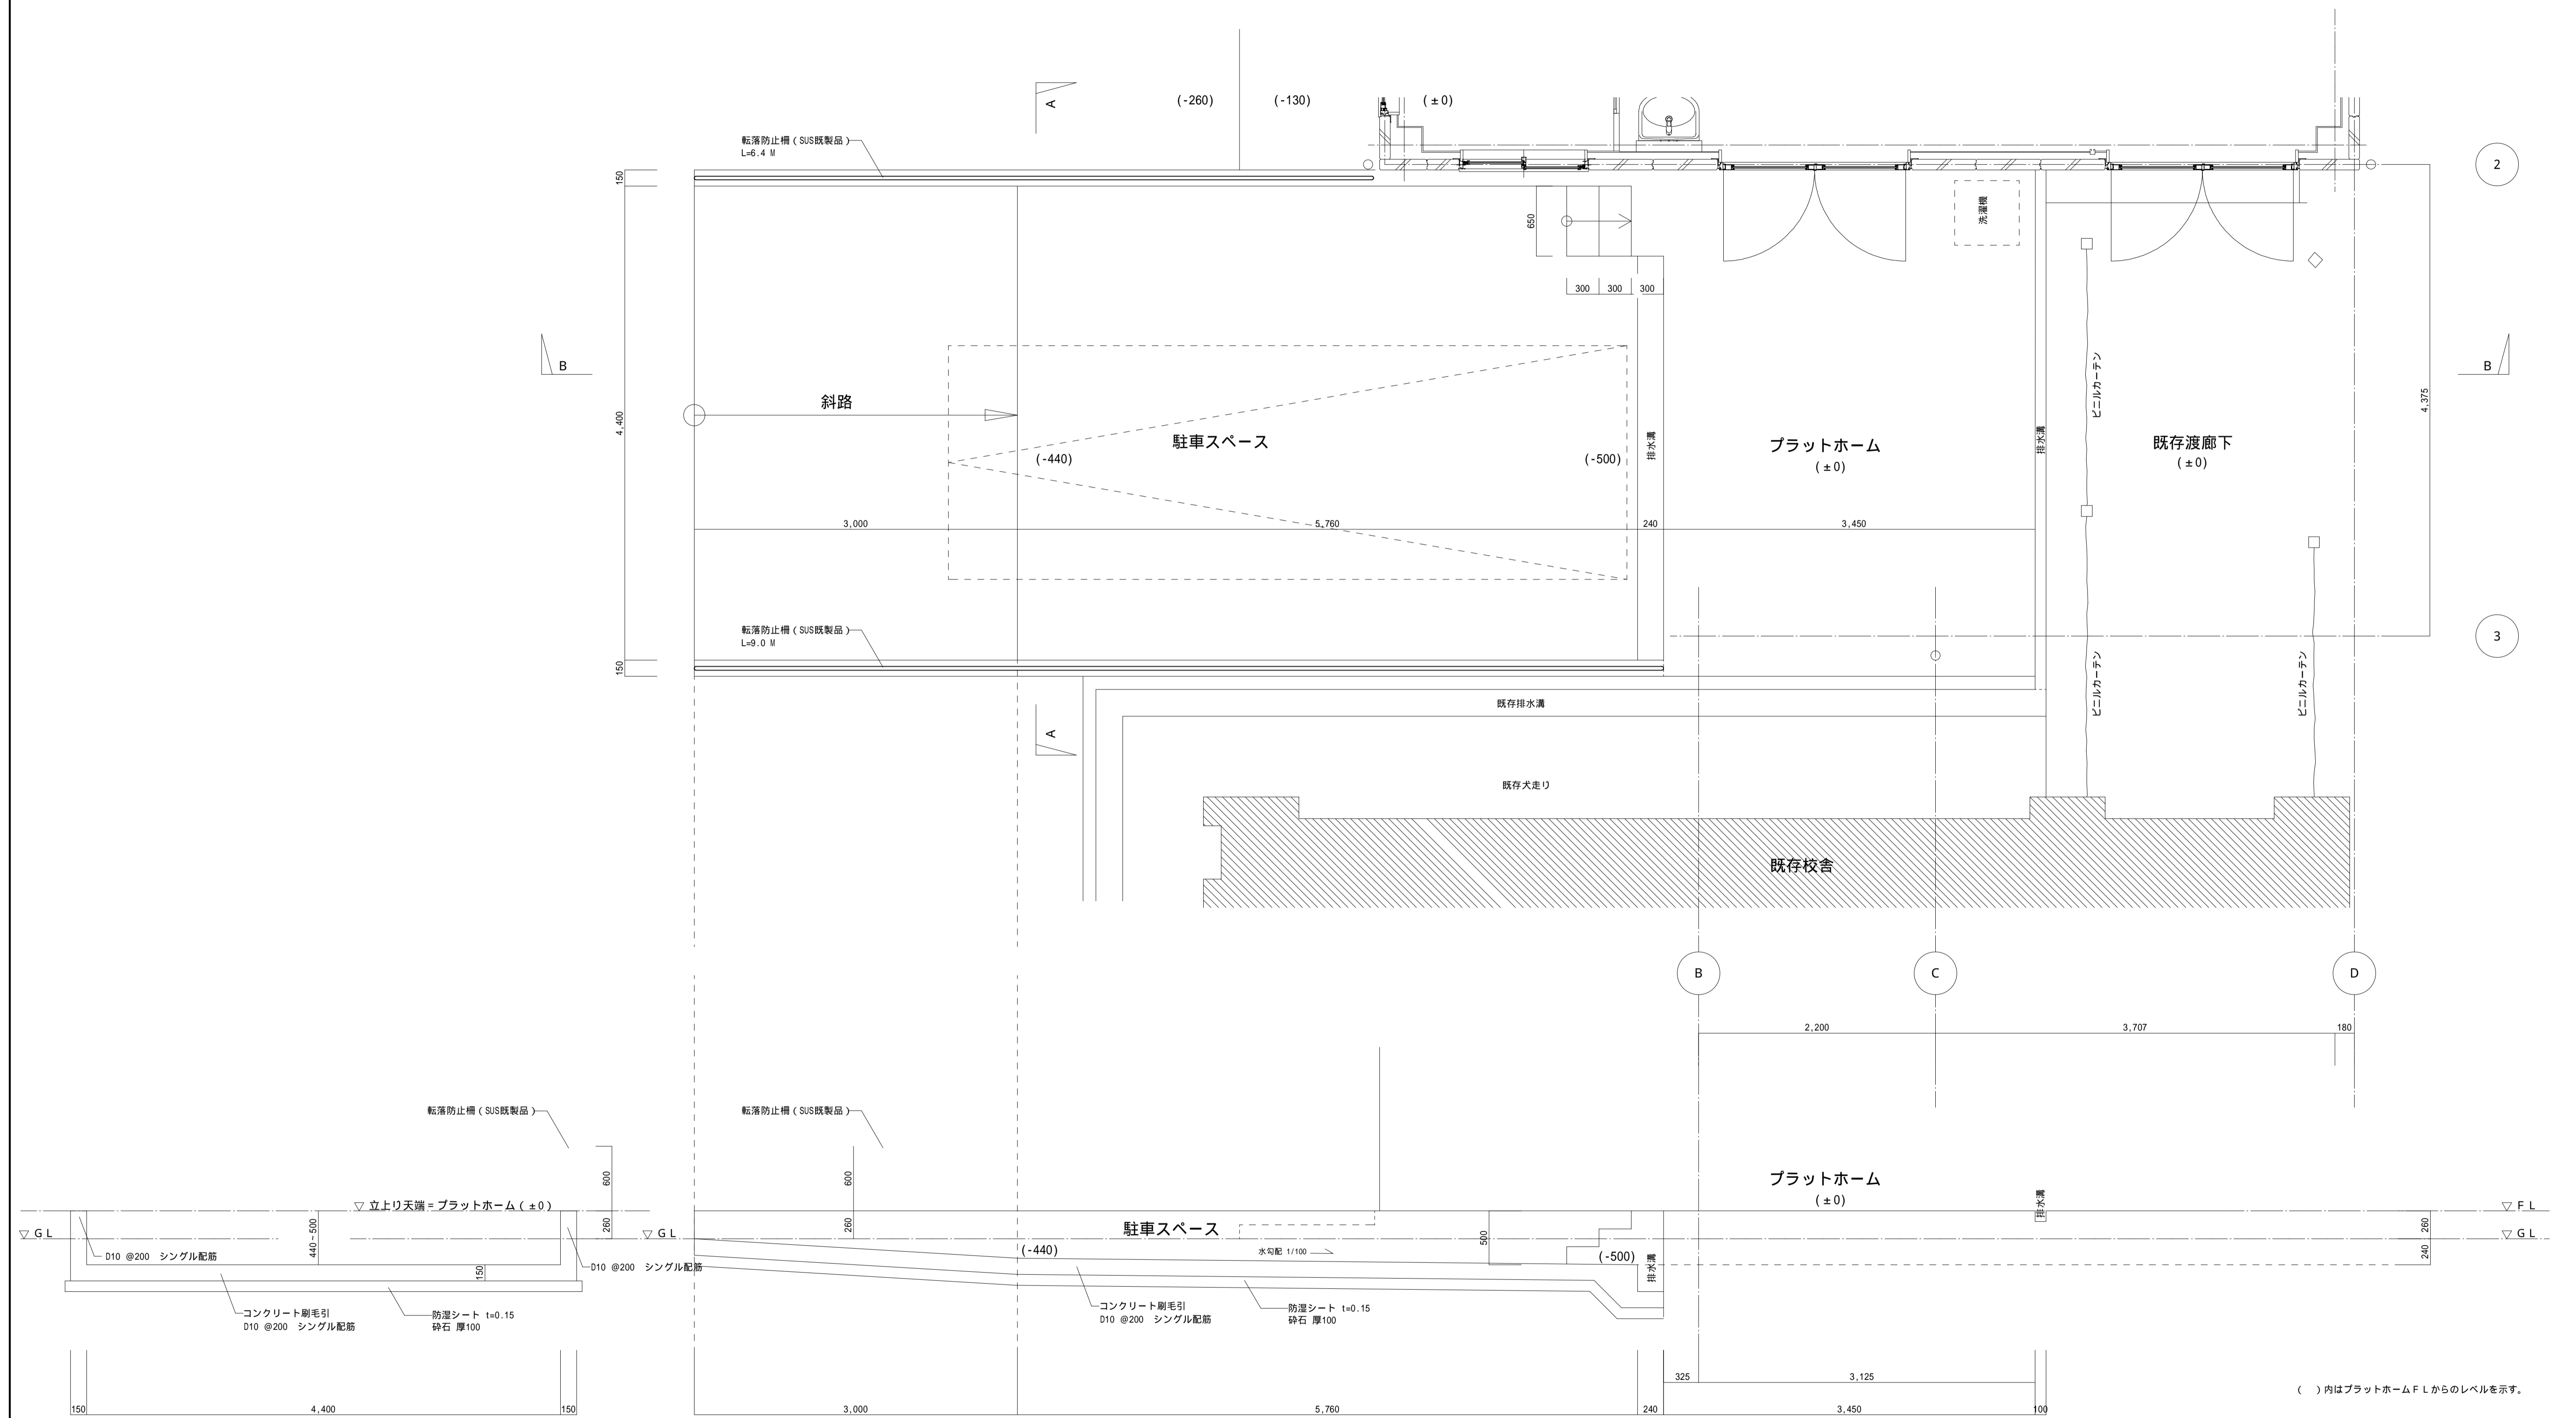 (-260)
(-130)
(±0)
A
転落防止柵(SUS既製品)
L=6.4 M
2
150
650
洗濯機
300
300
300
B
B
ビニルカーテン
斜路
4,400
4,375
駐車スペース
(-440)
(-500)
排水溝
プラットホーム
(±0)
排水溝
既存渡廊下
(±0)
3,000
5,760
240
3,450
転落防止柵(SUS既製品)
L=9.0 M
3
150
ビニルカーテン
ビニルカーテン
既存排水溝
A
既存犬走り
既存校舎
B
C
D
2,200
3,707
180
転落防止柵(SUS既製品)
転落防止柵(SUS既製品)
600
600
プラットホーム
(±0)
排水溝
▽立上り天端=プラットホーム(±0)
▽FL
▽GL
440~500
260
▽GL
260
駐車スペース
500
260
▽GL
D10 @200 シングル配筋
D10 @200 シングル配筋
150
(-440)
水勾配 1/100
(-500)
排水溝
240
コンクリート刷毛引
D10 @200 シングル配筋
防湿シート t=0.15
砕石 厚100
コンクリート刷毛引
D10 @200 シングル配筋
防湿シート t=0.15
砕石 厚100
325
3,125
( )内はプラットホームFLからのレベルを示す。
150
4,400
150
3,000
5,760
240
3,450
100